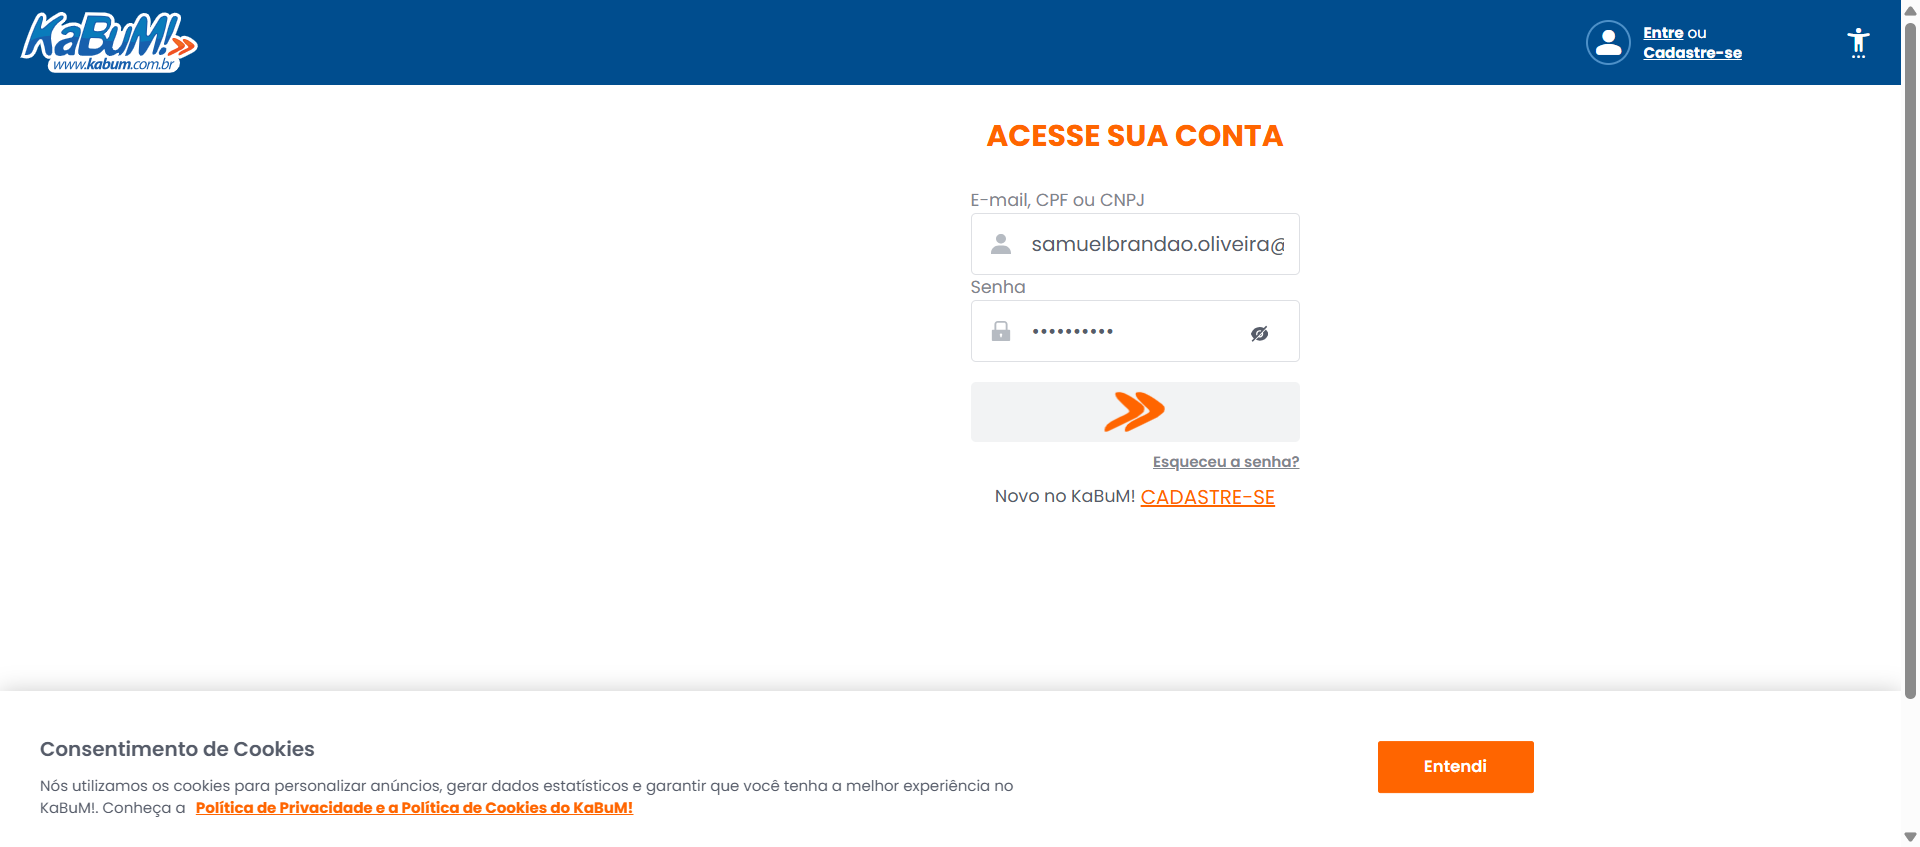 KaBuM!
www.kabum.com.br
Entre ou
Cadastre-se
ACESSE SUA CONTA
E-mail, CPF ou CNPJ
samuelbrandao.oliveira@
Senha
••••••••••
Esqueceu a senha?
Novo no KaBuM! CADASTRE-SE
Consentimento de Cookies
Nós utilizamos os cookies para personalizar anúncios, gerar dados estatísticos e garantir que você tenha a melhor experiência no
KaBuM!. Conheça a Política de Privacidade e a Política de Cookies do KaBuM!
Entendi